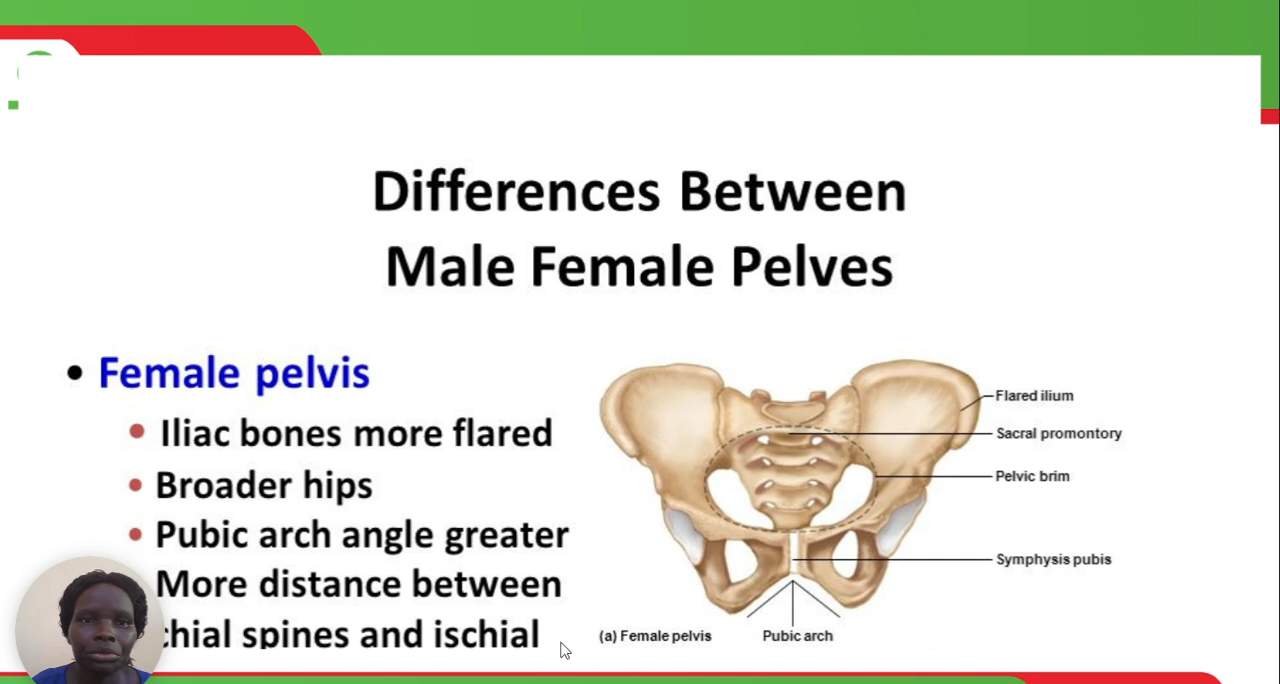 Differences Between
Male Female Pelves
• Female pelvis
• Iliac bones more flared
• Broader hips
• Pubic arch angle greater
More distance between
chial spines and ischial
Flared ilium
Sacral promontory
Pelvic brim
Symphysis pubis
(a) Female pelvis
Pubic arch